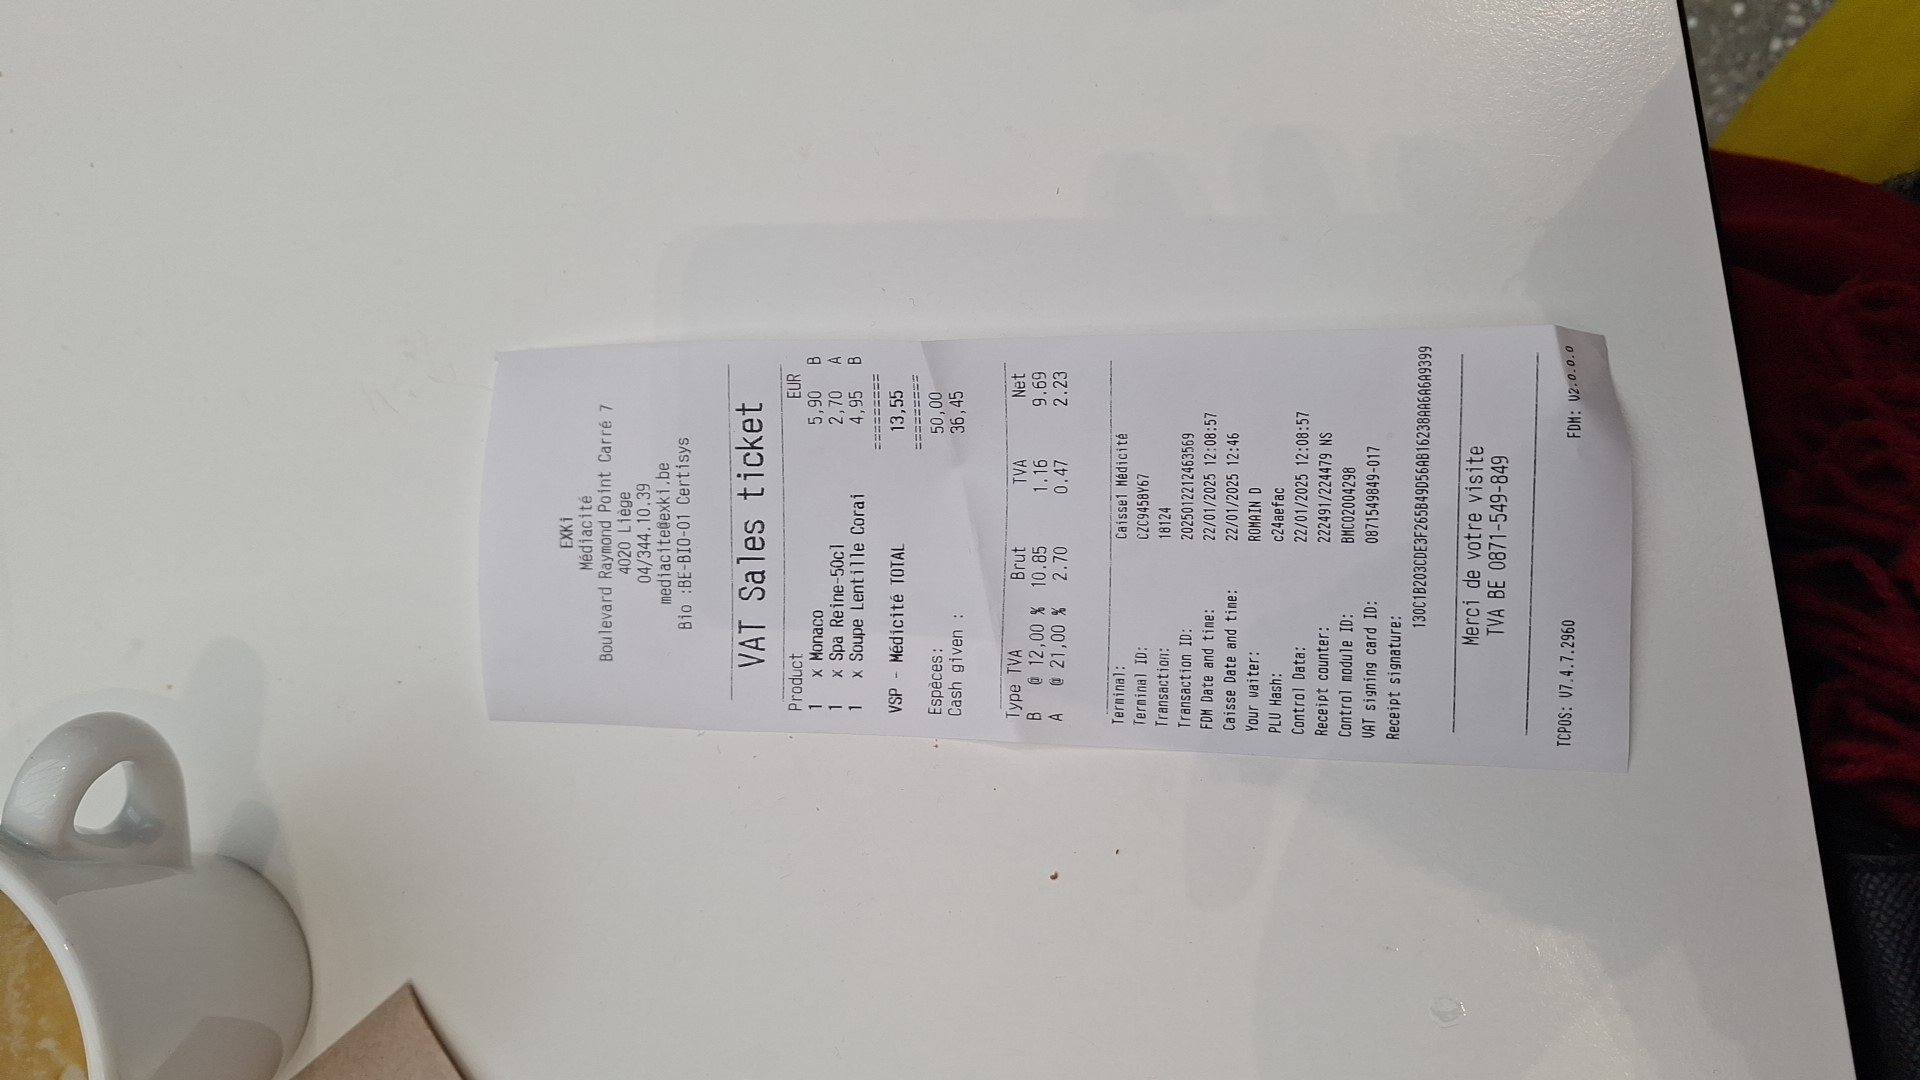 EXKi
Médiacité
Boulevard Raymond Point Carré 7
4020 Liège
04/344.10.39
mediacite@exki.be
Bio :BE-BIO-01 Certisys
VAT Sales ticket
Product EUR
1 x Monaco 5,90 B
1 x Spa Reine-50cl 2,70 A
1 x Soupe Lentille Corai 4,95 B
=========
VSP - Médicité TOTAL 13,55
=========
Espèces: 50,00
Cash given : 36,45
Type TVA Brut TVA Net
B @ 12,00 % 10.85 1.16 9.69
A @ 21,00 % 2.70 0.47 2.23
Terminal: Caisse1 Médicité
Terminal ID: CZC9458Y67
Transaction: 18124
Transaction ID: 2025012212463569
FDM Date and time: 22/01/2025 12:08:57
Caisse Date and time: 22/01/2025 12:46
Your waiter: ROMAIN D
PLU Hash: c24aefac
Control Data: 22/01/2025 12:08:57
Receipt counter: 222491/224479 NS
Control module ID: BMC02004298
VAT signing card ID: 0871549849-017
Receipt signature:
130C1B203CDE3F265B49D56AB16238AA6A6A9399
Merci de votre visite
TVA BE 0871-549-849
TCPOS: V7.4.7.2960 FDM: V2.0.0.0